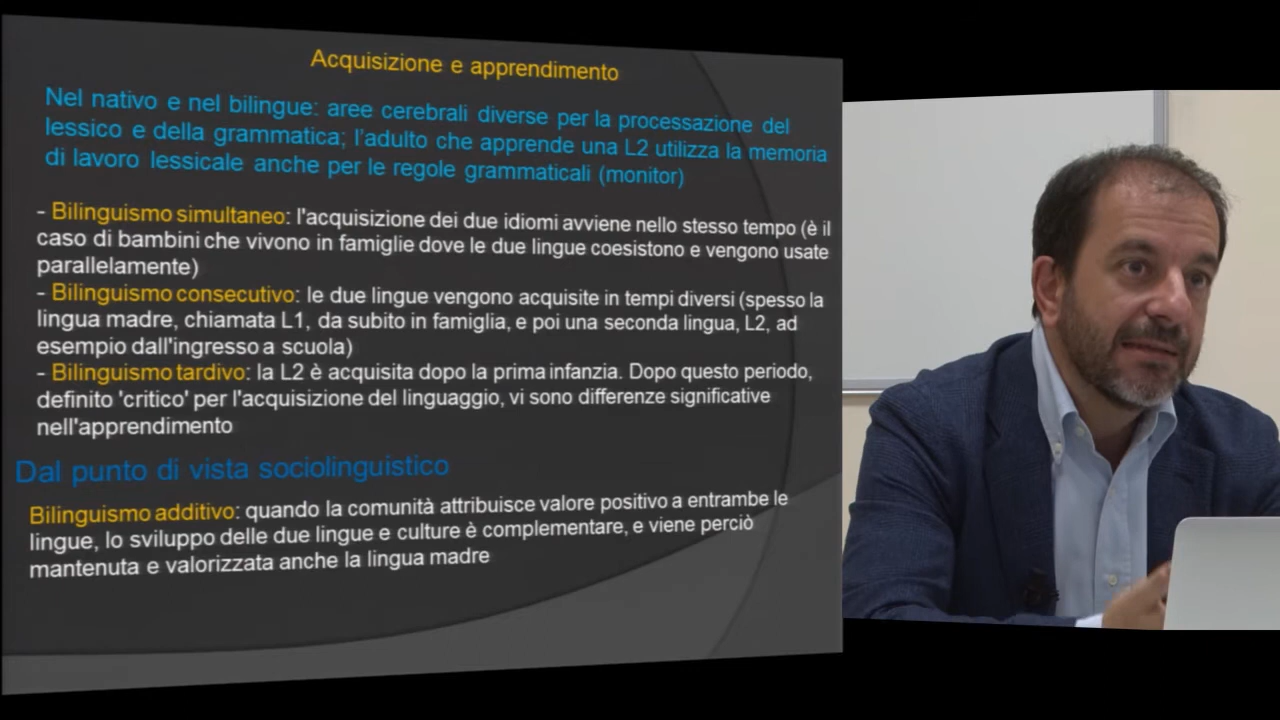 Acquisizione e apprendimento
Nel nativo e nel bilingue: aree cerebrali diverse per la processazione del
lessico e della grammatica; l'adulto che apprende una L2 utilizza la memoria
di lavoro lessicale anche per le regole grammaticali (monitor)
- Bilinguismo simultaneo: l'acquisizione dei due idiomi avviene nello stesso tempo (è il
caso di bambini che vivono in famiglie dove le due lingue coesistono e vengono usate
parallelamente)
- Bilinguismo consecutivo: le due lingue vengono acquisite in tempi diversi (spesso la
lingua madre, chiamata L1, da subito in famiglia, e poi una seconda lingua, L2, ad
esempio dall'ingresso a scuola)
- Bilinguismo tardivo: la L2 è acquisita dopo la prima infanzia. Dopo questo periodo,
definito 'critico' per l'acquisizione del linguaggio, vi sono differenze significative
nell'apprendimento
Dal punto di vista sociolinguistico
Bilinguismo additivo: quando la comunità attribuisce valore positivo a entrambe le
lingue, lo sviluppo delle due lingue e culture è complementare, e viene perciò
mantenuta e valorizzata anche la lingua madre